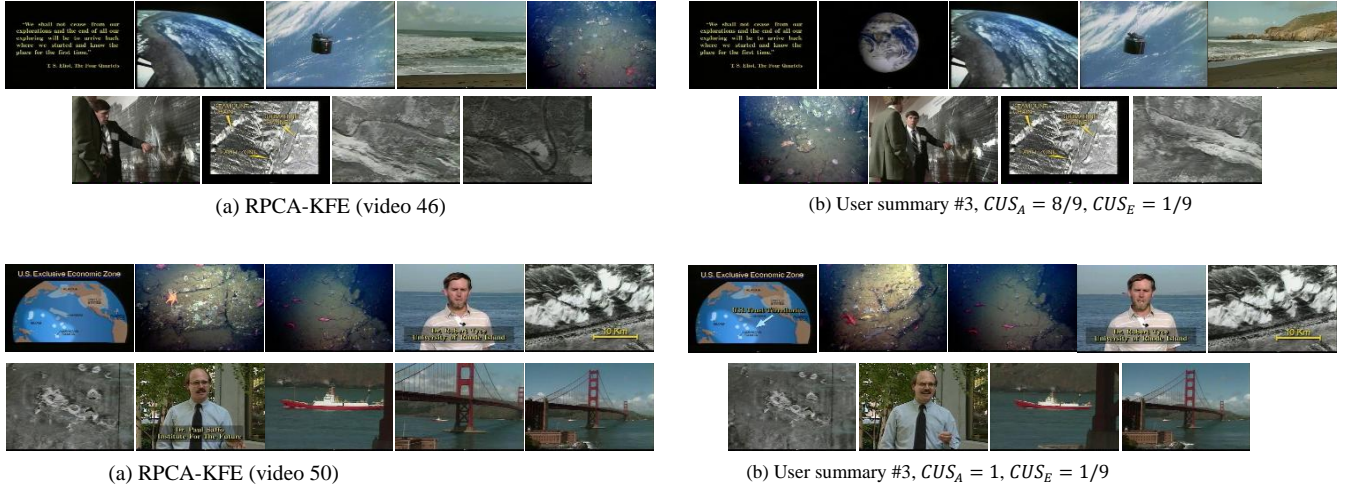 "We shall not cease from our
explorations and the end of all our
exploring will be to arrive back
where we started and know the
place for the first time."
T. S. Eliot, The Four Quartets
"We shall not cease from our
explorations and the end of all our
exploring will be to arrive back
where we started and know the
place for the first time."
T. S. Eliot, The Four Quartets
(a) RPCA-KFE (video 46)
(b) User summary #3, CUS_A = 8/9, CUS_E = 1/9
U.S. Exclusive Economic Zone
University of Rhode Island
10 Km
U.S. Exclusive Economic Zone
University of Rhode Island
10 Km
Dr. Paul Saffo
Institute For The Future
(a) RPCA-KFE (video 50)
(b) User summary #3, CUS_A = 1, CUS_E = 1/9